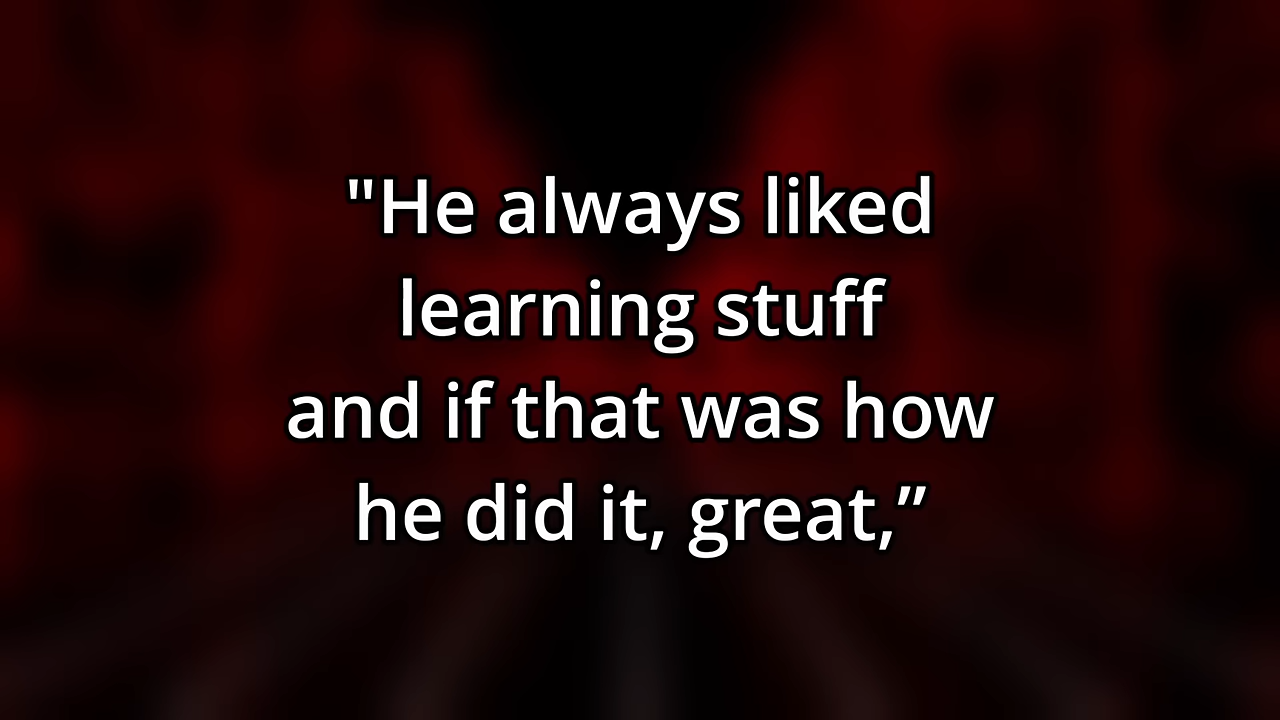 "He always liked
learning stuff
and if that was how
he did it, great,”